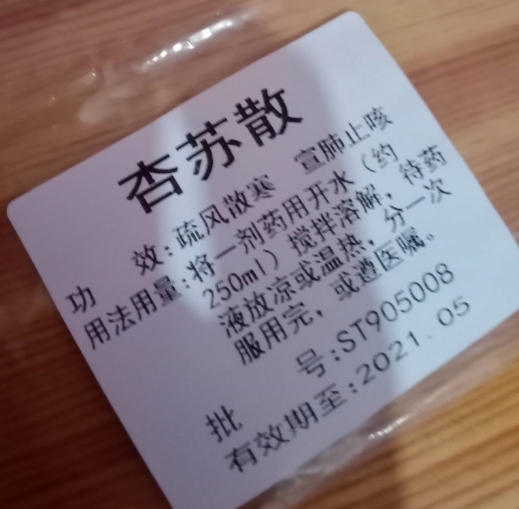 杏苏散
功 效:疏风散寒 宣肺止咳
用法用量:将一剂药用开水（约
250ml）搅拌溶解，待药
液放凉或温热，分一次
服用完，或遵医嘱。
批 号:ST905008
有效期至:2021.05